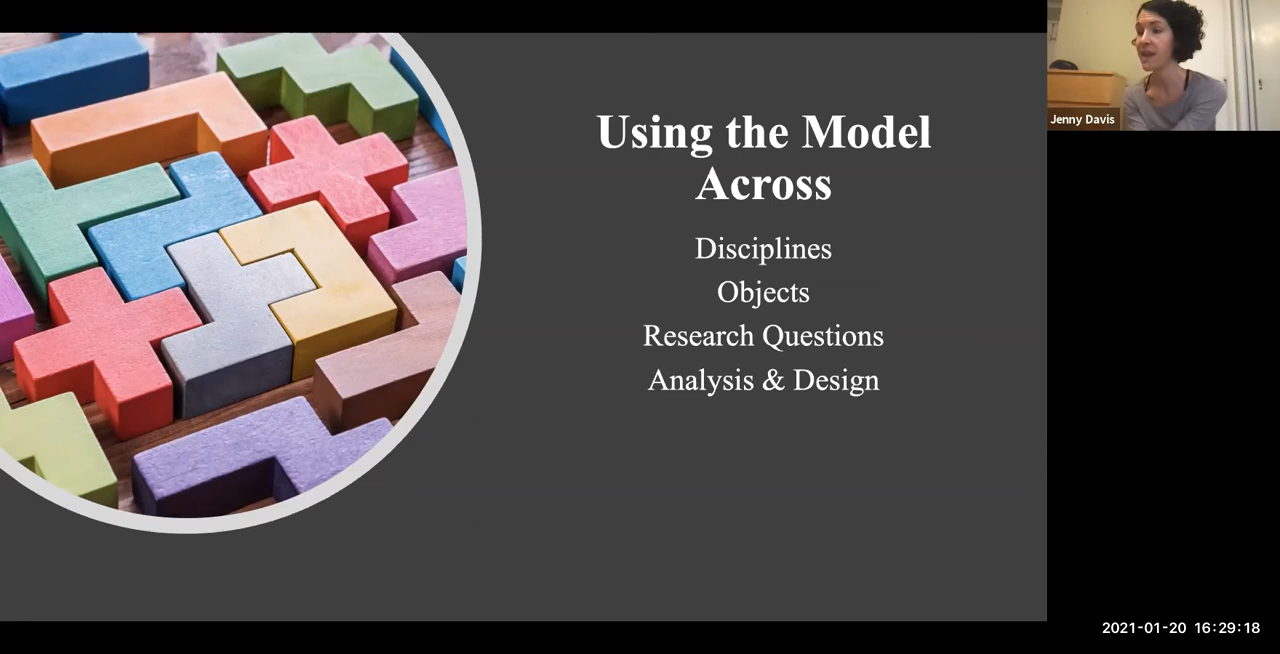 Using the Model
Across
Disciplines
Objects
Research Questions
Analysis & Design
Jenny Davis
2021-01-20 16:29:18